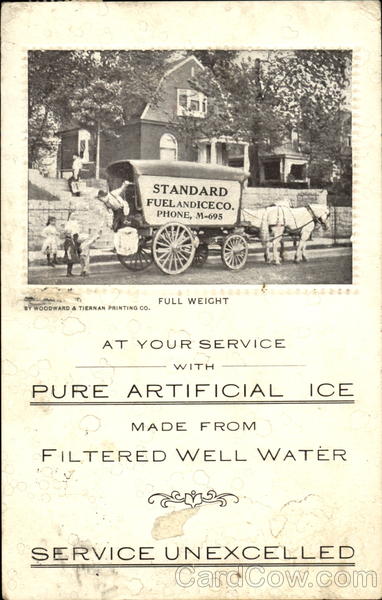 STANDARD
FUEL AND ICE CO.
PHONE, M-695
FULL WEIGHT
BY WOODWARD & TIERNAN PRINTING CO.
AT YOUR SERVICE
WITH
PURE ARTIFICIAL ICE
MADE FROM
FILTERED WELL WATER
SERVICE UNEXCELLED
CardCow.com